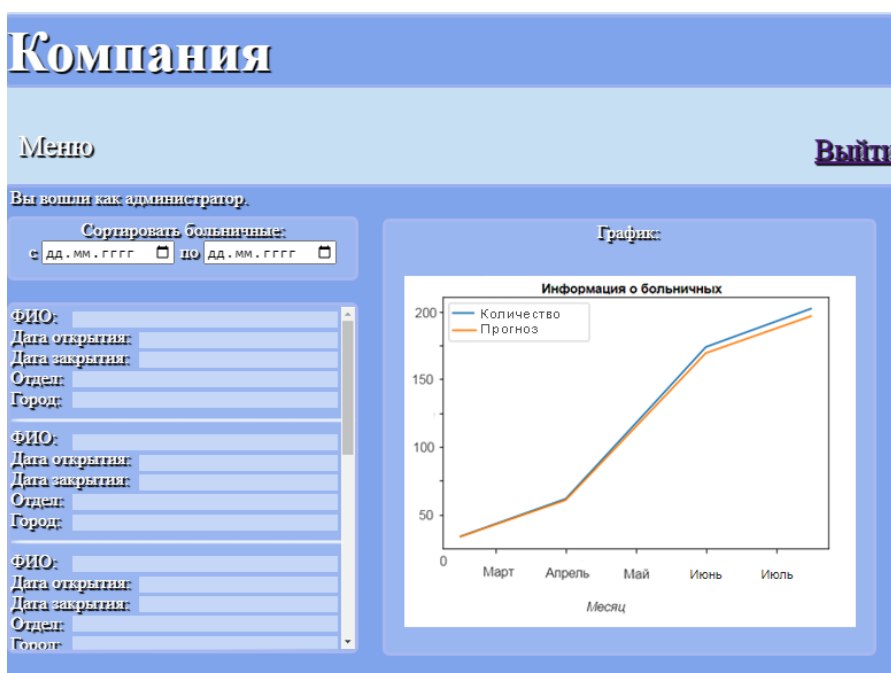 Компания
Меню
Выйти
Вы вошли как администратор.
Сортировать больничные:
с дд.мм.гггг по дд.мм.гггг
ФИО:
Дата открытия:
Дата закрытия:
Отдел:
Город:
ФИО:
Дата открытия:
Дата закрытия:
Отдел:
Город:
ФИО:
Дата открытия:
Дата закрытия:
Отдел:
Город:
График:
Информация о больничных
Количество
Прогноз
200
150
100
50
0
Март Апрель Май Июнь Июль
Месяц